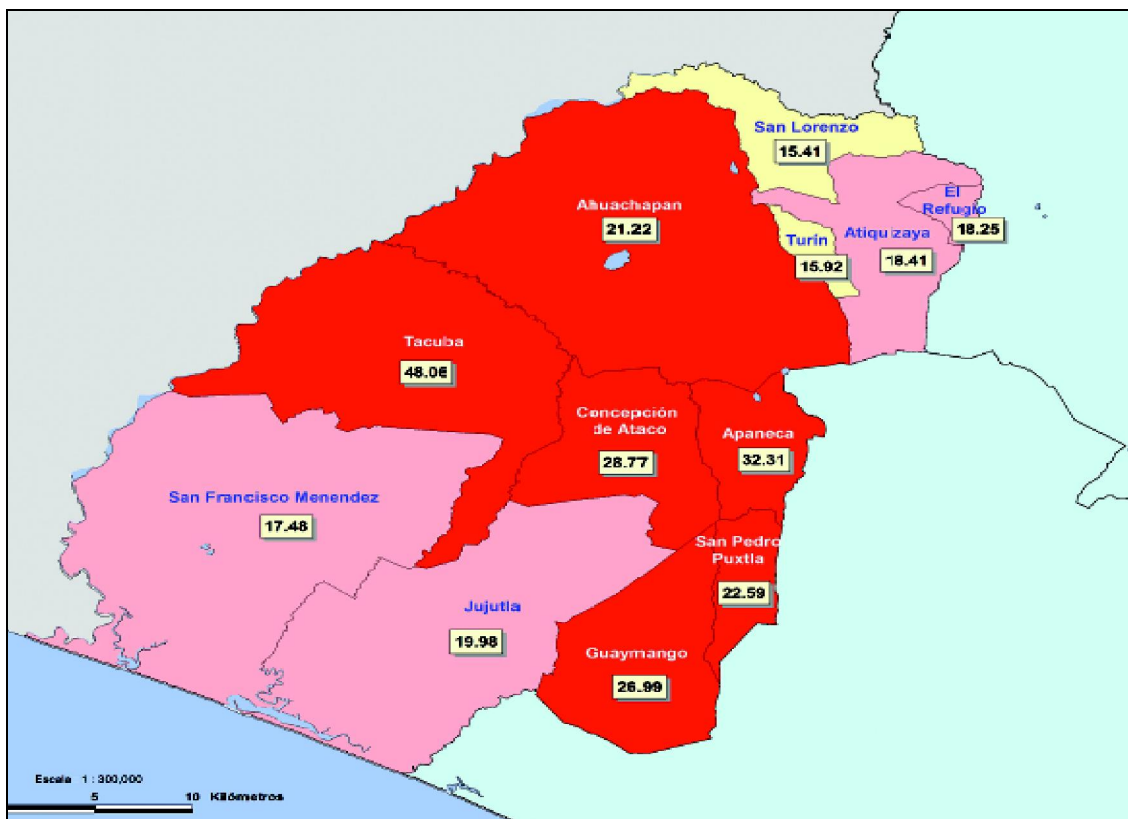 San Lorenzo
15.41
Ahuachapan
21.22
El
Refugio
18.25
Turín
15.92
Atiquizaya
18.41
Tacuba
48.06
Concepción
de Ataco
28.77
Apaneca
32.31
San Francisco Menendez
17.48
San Pedro
Puxtla
22.59
Jujutla
19.98
Guaymango
26.99
Escala 1 : 300,000
5 10 Kilómetros